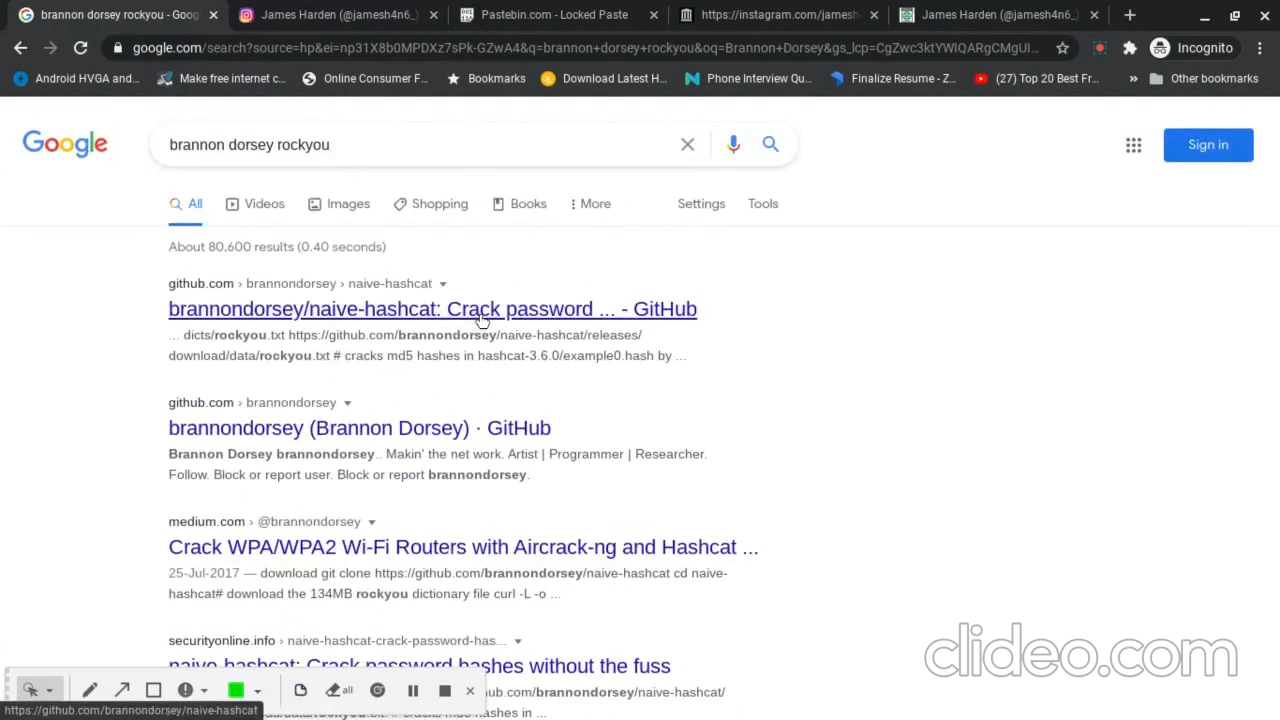 brannon dorsey rockyou - Goog
James Harden (@jamesh4n6_)
Pastebin.com - Locked Paste
https://instagram.com/jamesh
James Harden (@jamesh4n6_)
google.com/search?source=hp&ei=np31X8b0MPDXz7sPk-GZwA4&q=brannon+dorsey+rockyou&oq=Brannon+Dorsey&gs_lcp=CgZwc3ktYWIQARgCMgUI...
Incognito
Android HVGA and...
Make free internet c...
Online Consumer F...
Bookmarks
Download Latest H...
Phone Interview Qu...
Finalize Resume - Z...
(27) Top 20 Best Fr...
»
Other bookmarks
Google
brannon dorsey rockyou
Sign in
All
Videos
Images
Shopping
Books
More
Settings
Tools
About 80,600 results (0.40 seconds)
github.com › brannondorsey › naive-hashcat
brannondorsey/naive-hashcat: Crack password ... - GitHub
... dicts/rockyou.txt https://github.com/brannondorsey/naive-hashcat/releases/
download/data/rockyou.txt # cracks md5 hashes in hashcat-3.6.0/example0.hash by ...
github.com › brannondorsey
brannondorsey (Brannon Dorsey) · GitHub
Brannon Dorsey brannondorsey.. Makin' the net work. Artist | Programmer | Researcher.
Follow. Block or report user. Block or report brannondorsey.
medium.com › @brannondorsey
Crack WPA/WPA2 Wi-Fi Routers with Aircrack-ng and Hashcat ...
25-Jul-2017 — download git clone https://github.com/brannondorsey/naive-hashcat cd naive-
hashcat# download the 134MB rockyou dictionary file curl -L -o ...
securityonline.info › naive-hashcat-crack-password-has...
naive-hashcat: Crack password hashes without the fuss
ub.com/brannondorsey/naive-hashcat/
hashes in ...
all
https://github.com/brannondorsey/naive-hashcat
clideo.com